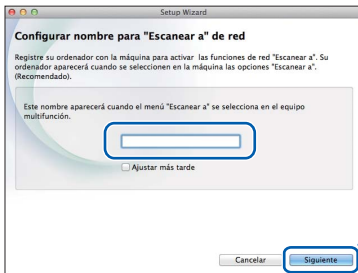 Setup Wizard
Configurar nombre para "Escanear a" de red
Registre su ordenador con la máquina para activar las funciones de red "Escanear a". Su
ordenador aparecerá cuando se seleccionen en la máquina las opciones "Escanear a".
(Recomendado).
Este nombre aparecerá cuando el menú "Escanear a" se selecciona en el equipo
multifunción.
Ajustar más tarde
Cancelar
Siguiente